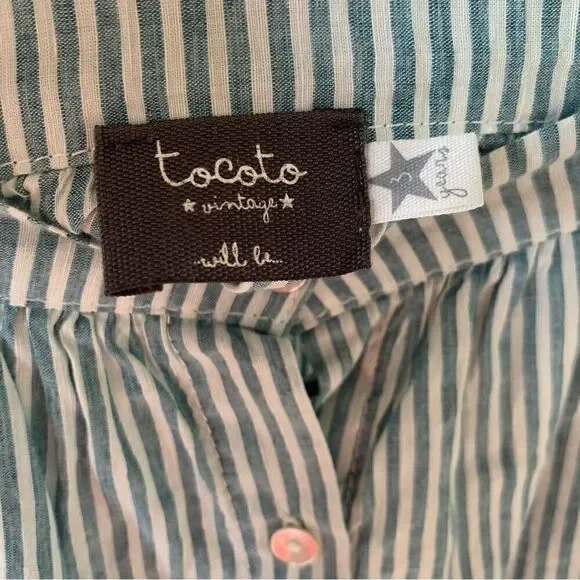 tocoto
★ vintage ★
..will be...
3
years